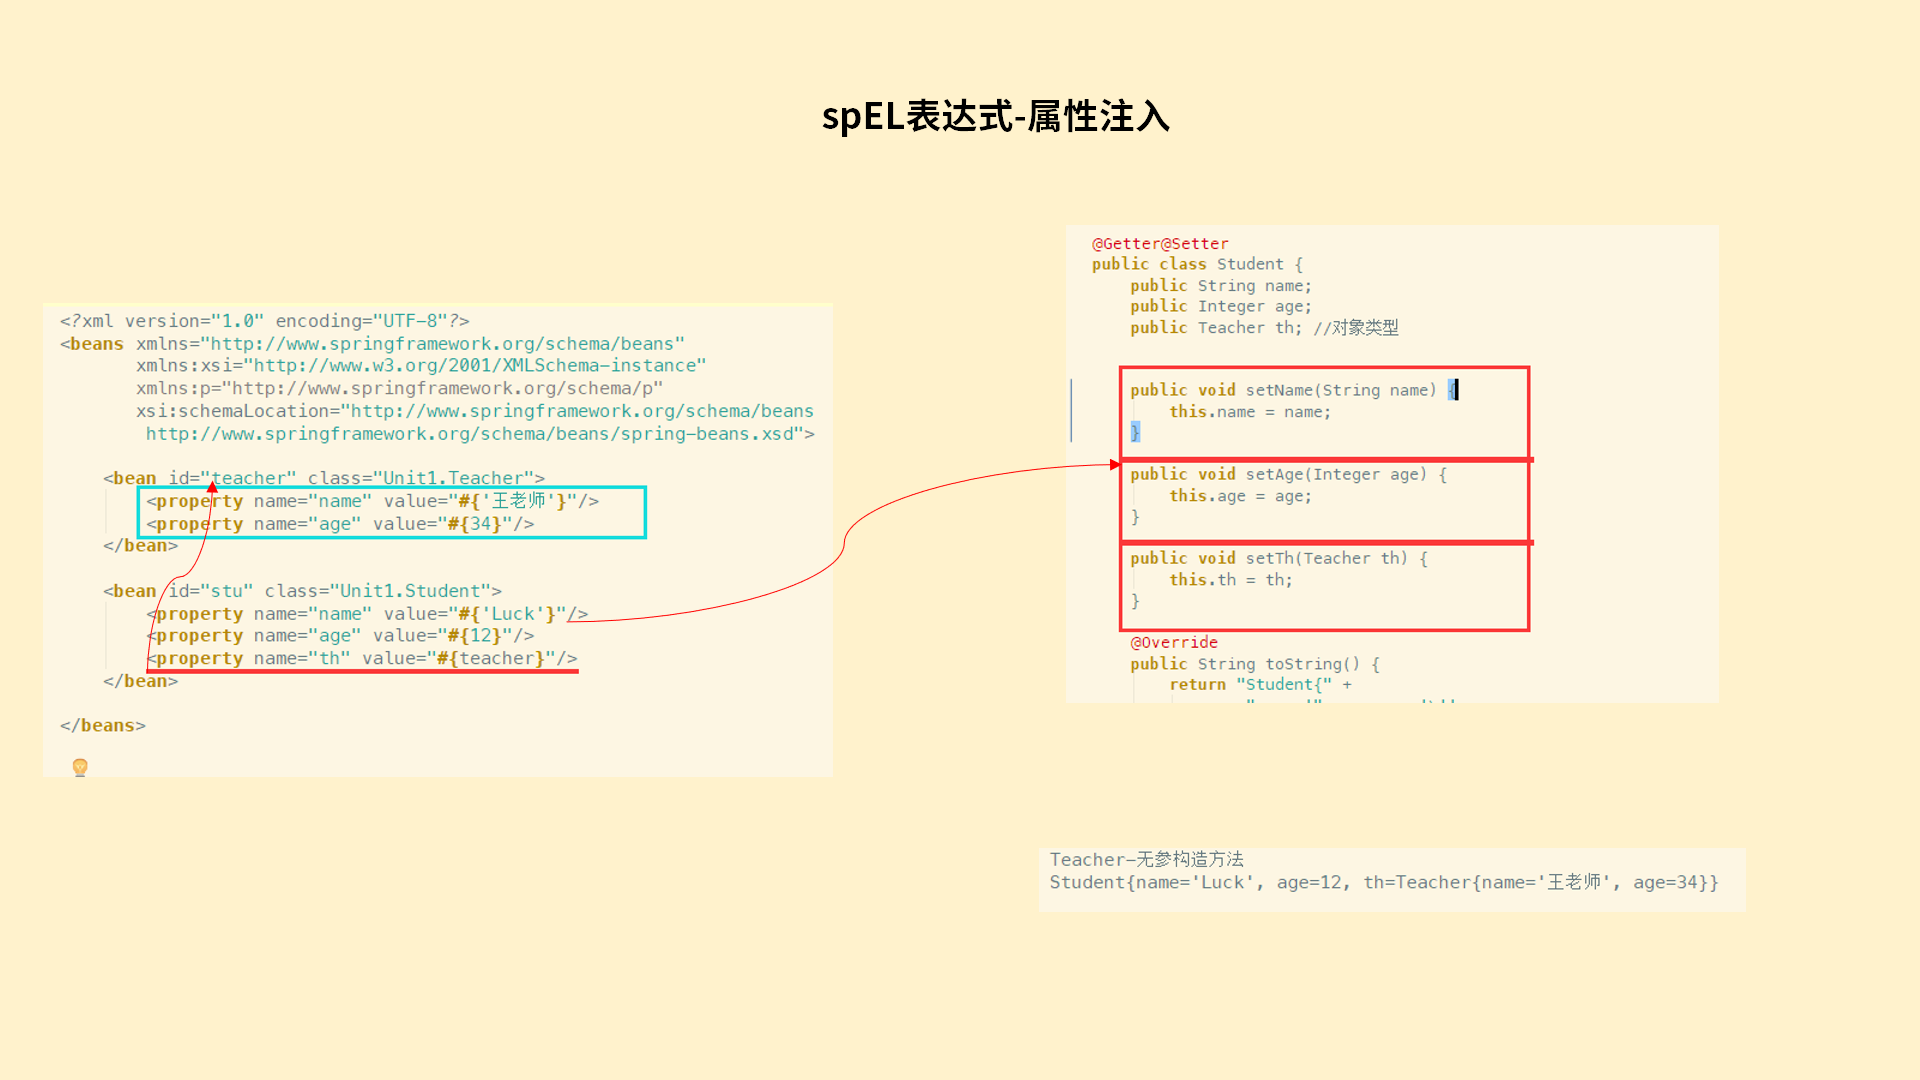 spEL表达式-属性注入
<?xml version="1.0" encoding="UTF-8"?>
<beans xmlns="http://www.springframework.org/schema/beans"
xmlns:xsi="http://www.w3.org/2001/XMLSchema-instance"
xmlns:p="http://www.springframework.org/schema/p"
xsi:schemaLocation="http://www.springframework.org/schema/beans
http://www.springframework.org/schema/beans/spring-beans.xsd">
<bean id="teacher" class="Unit1.Teacher">
<property name="name" value="#{'王老师'}"/>
<property name="age" value="#{34}"/>
</bean>
<bean id="stu" class="Unit1.Student">
<property name="name" value="#{'Luck'}"/>
<property name="age" value="#{12}"/>
<property name="th" value="#{teacher}"/>
</bean>
</beans>
@Getter@Setter
public class Student {
public String name;
public Integer age;
public Teacher th; //对象类型
public void setName(String name) {
this.name = name;
}
public void setAge(Integer age) {
this.age = age;
}
public void setTh(Teacher th) {
this.th = th;
}
@Override
public String toString() {
return "Student{" +
Teacher-无参构造方法
Student{name='Luck', age=12, th=Teacher{name='王老师', age=34}}